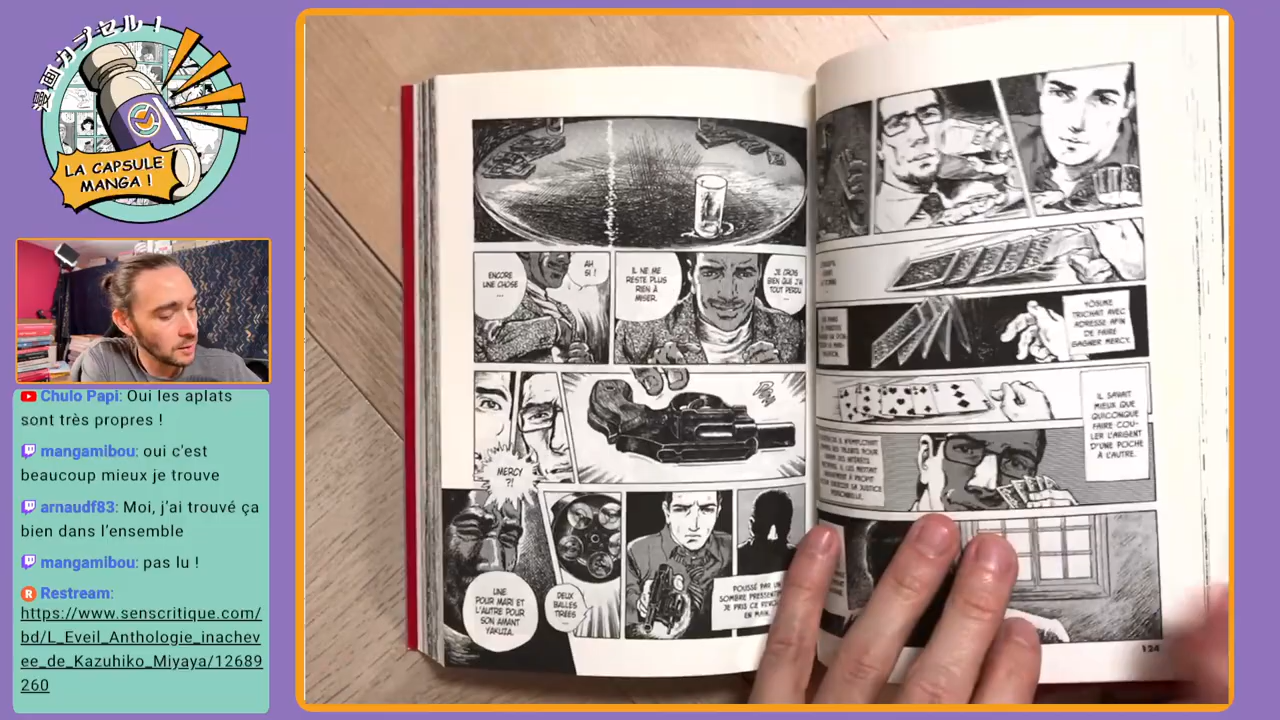 漫画カプセル！
LA CAPSULE
MANGA !
Chulo Papi: Oui les aplats
sont très propres !
mangamibou: oui c'est
beaucoup mieux je trouve
arnaudf83: Moi, j'ai trouvé ça
bien dans l'ensemble
mangamibou: pas lu !
Restream:
https://www.senscritique.com/
bd/L_Eveil_Anthologie_inachev
ee_de_Kazuhiko_Miyaya/12689
260
ENCORE
UNE CHOSE
...
AH
SI !
IL NE ME
RESTE PLUS
RIEN À
MISER.
JE CROIS
BIEN QUE J'AI
TOUT PERDU
...
MERCY
?!
UNE
POUR MARI ET
L'AUTRE POUR
SON AMANT
YAKUZA.
DEUX
BALLES
TIRÉES
...
POUSSÉ PAR UN
SOMBRE
JE PRIS CE
EN MAIN.
YÔSUKE
TRICHAIT AVEC
ADRESSE AFIN
DE FAIRE
GAGNER MERCY.
IL SAVAIT
MIEUX QUE
QUICONQUE
FAIRE COU-
LER L'ARGENT
D'UNE POCHE
À L'AUTRE.
PERSONNELLE.
124